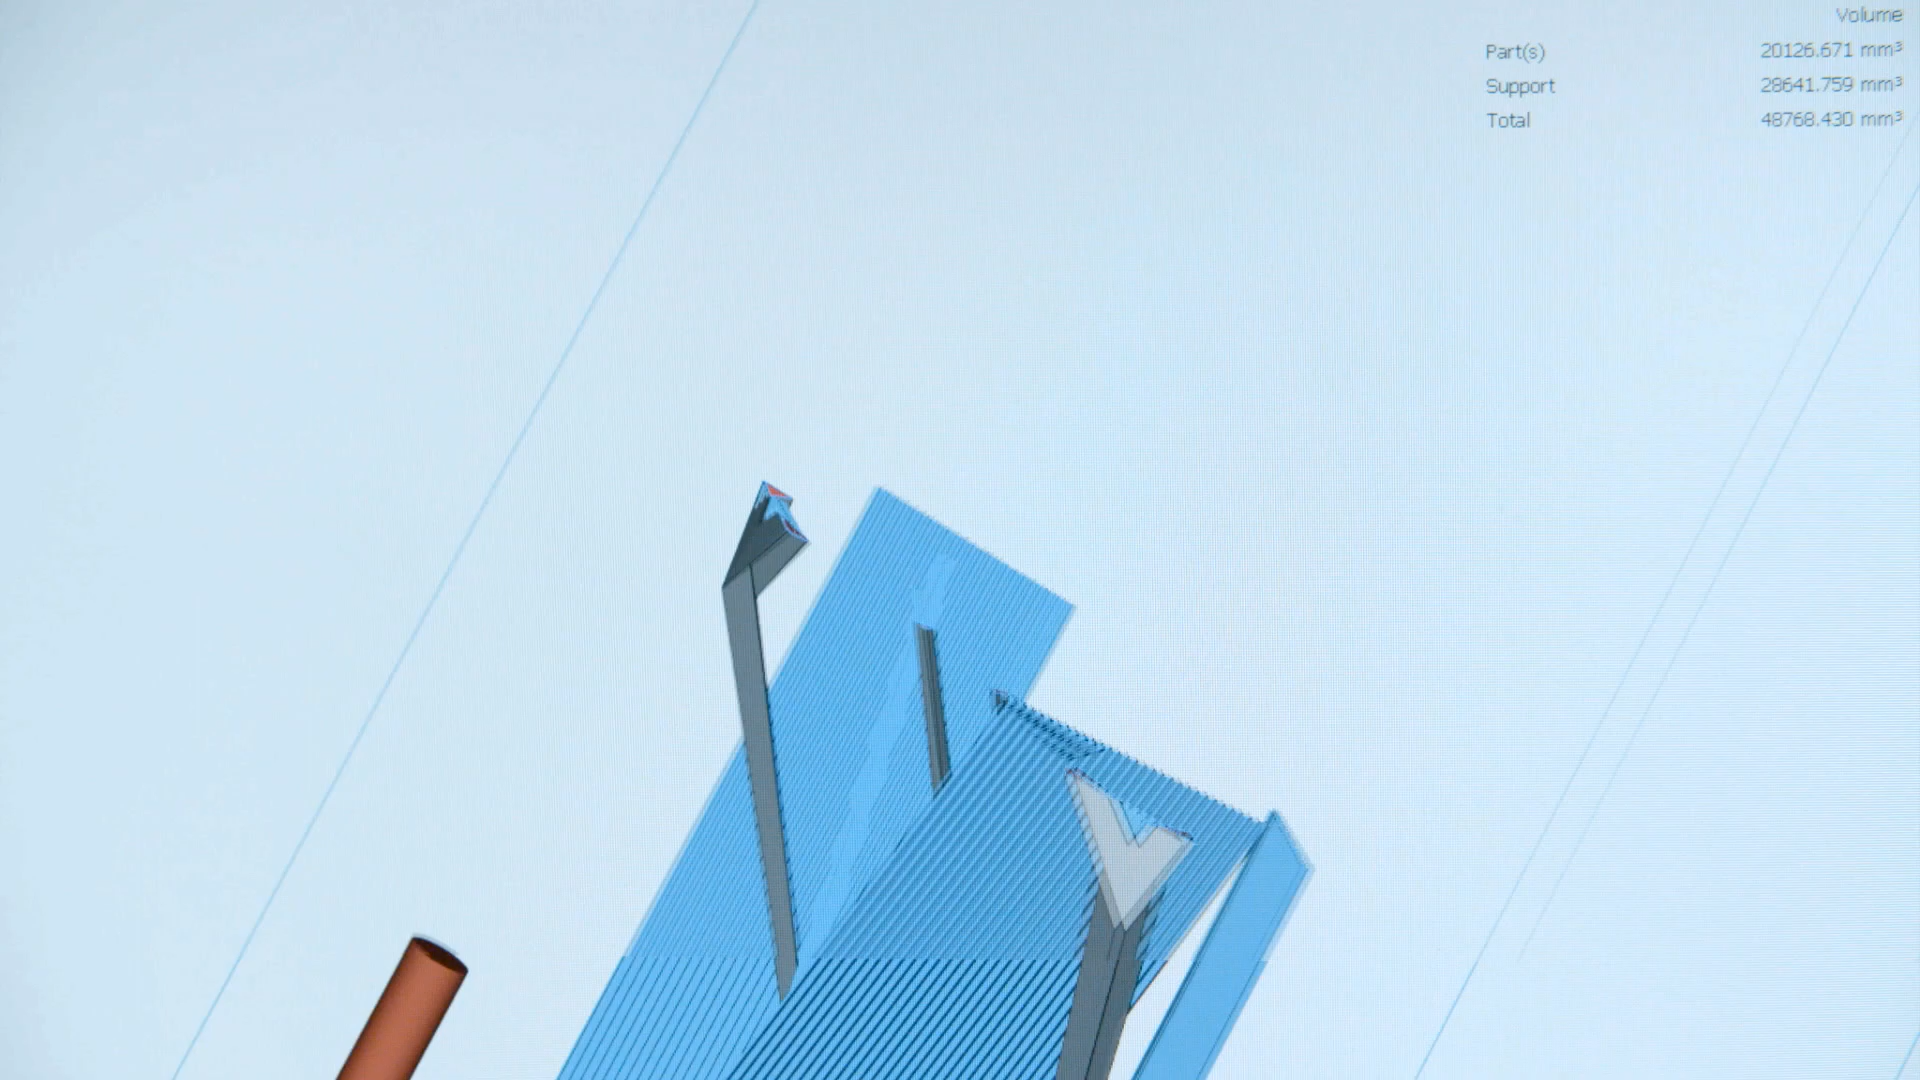 Volume
Part(s) 20126.671 mm³
Support 28641.759 mm³
Total 48768.430 mm³